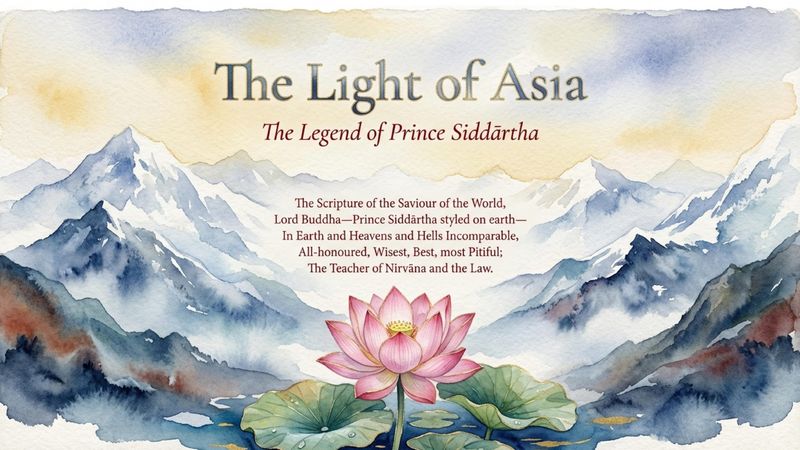 The Light of Asia
The Legend of Prince Siddārtha
The Scripture of the Saviour of the World,
Lord Buddha—Prince Siddârtha styled on earth—
In Earth and Heavens and Hells Incomparable,
All-honoured, Wisest, Best, most Pitiful;
The Teacher of Nirvâna and the Law.